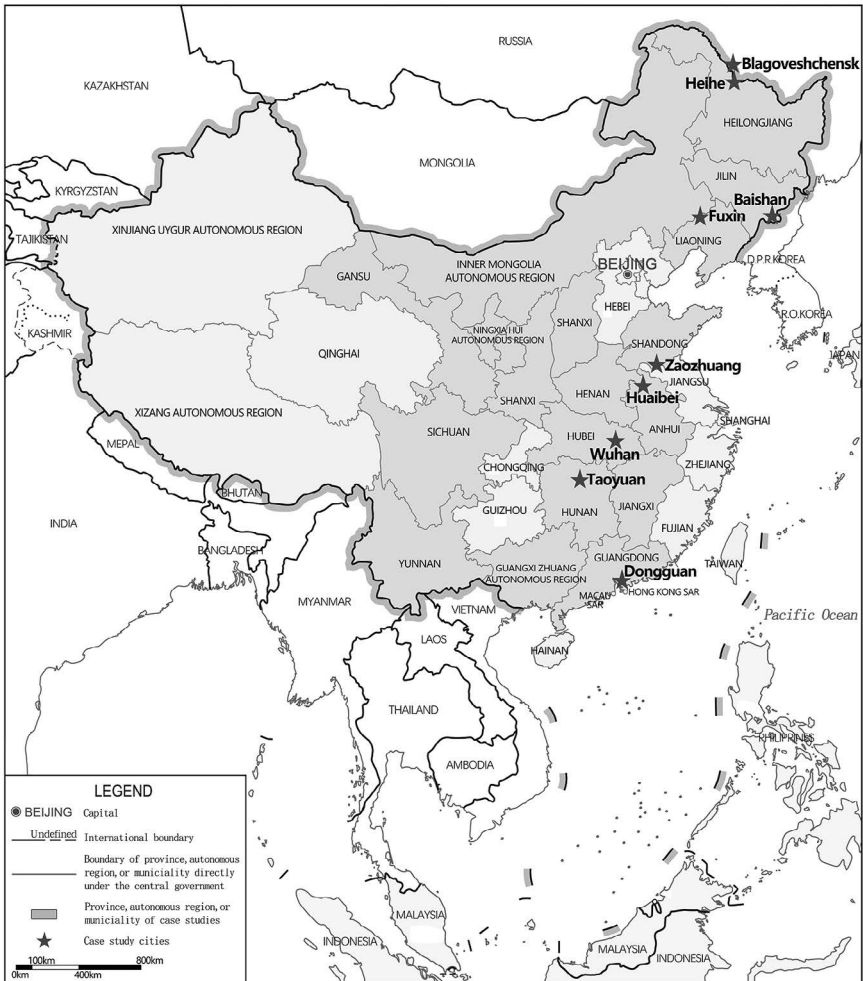 RUSSIA
Blagoveshchensk
KAZAKHSTAN
Heihe
HEILONGJIANG
MONGOLIA
JILIN
KYRGYZSTAN
Baishan
Fuxin
XINJIANG UYGUR AUTONOMOUS REGION
TAJIKISTAN
LIAONING
INNER MONGOLIA
AUTONOMOUS REGION
BEIJING
D.P.R.KOREA
GANSU
HEBEI
R.O.KOREA
KASHMIR
SHANXI
NINGXIA HUI
AUTONOMOUS REGION
SHANDONG
JAPAN
QINGHAI
Zaozhuang
JIANGSU
HENAN
Huaibei
SHANXI
XIZANG AUTONOMOUS REGION
SHANGHAI
SICHUAN
HUBEI
ANHUI
MEPAL
Wuhan
CHONGQING
ZHEJIANG
Taoyuan
BHUTAN
GUIZHOU
HUNAN
JIANGXI
INDIA
FUJIAN
BANGLADESH
YUNNAN
GUANGXI ZHUANG
AUTONOMOUS REGION
GUANGDONG
TAIWAN
Dongguan
HONG KONG SAR
MACAU
SAR
MYANMAR
VIETNAM
Pacific Ocean
LAOS
HAINAN
THAILAND
PHILIPRINES
AMBODIA
LEGEND
BEIJING Capital
Undefined International boundary
Boundary of province, autonomous
region, or municipality directly
under the central government
Province, autonomous region, or
municipality of case studies
Case study cities
100km 800km
0km 400km
MALAYSIA
INDONESIA
MALAYSIA
INDONESIA